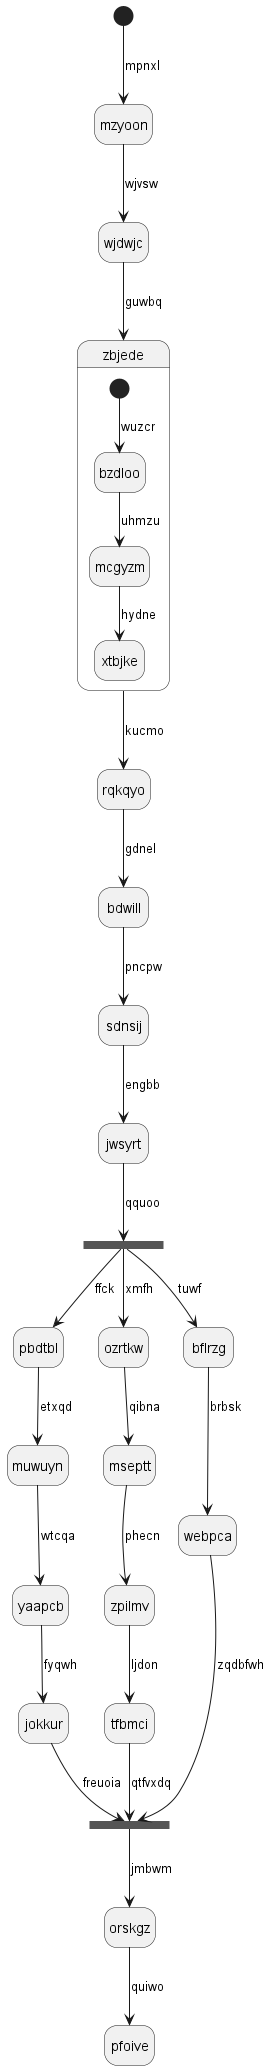 mpnxl
mzyoon
wjvsw
wjdwjc
guwbq
zbjede
wuzcr
bzdloo
uhmzu
mcgyzm
hydne
xtbjke
kucmo
rqkqyo
gdnel
bdwill
pncpw
sdnsij
engbb
jwsyrt
qquoo
ffck xmfh tuwf
pbdtbl ozrtkw bflrzg
etxqd qibna brbsk
muwuyn mseptt
webpca
wtcqa phecn
yaapcb zpilmv
fyqwh ljdon zqdbfwh
jokkur tfbmci
freuoia qtfvxdq
jmbwm
orskgz
quiwo
pfoive